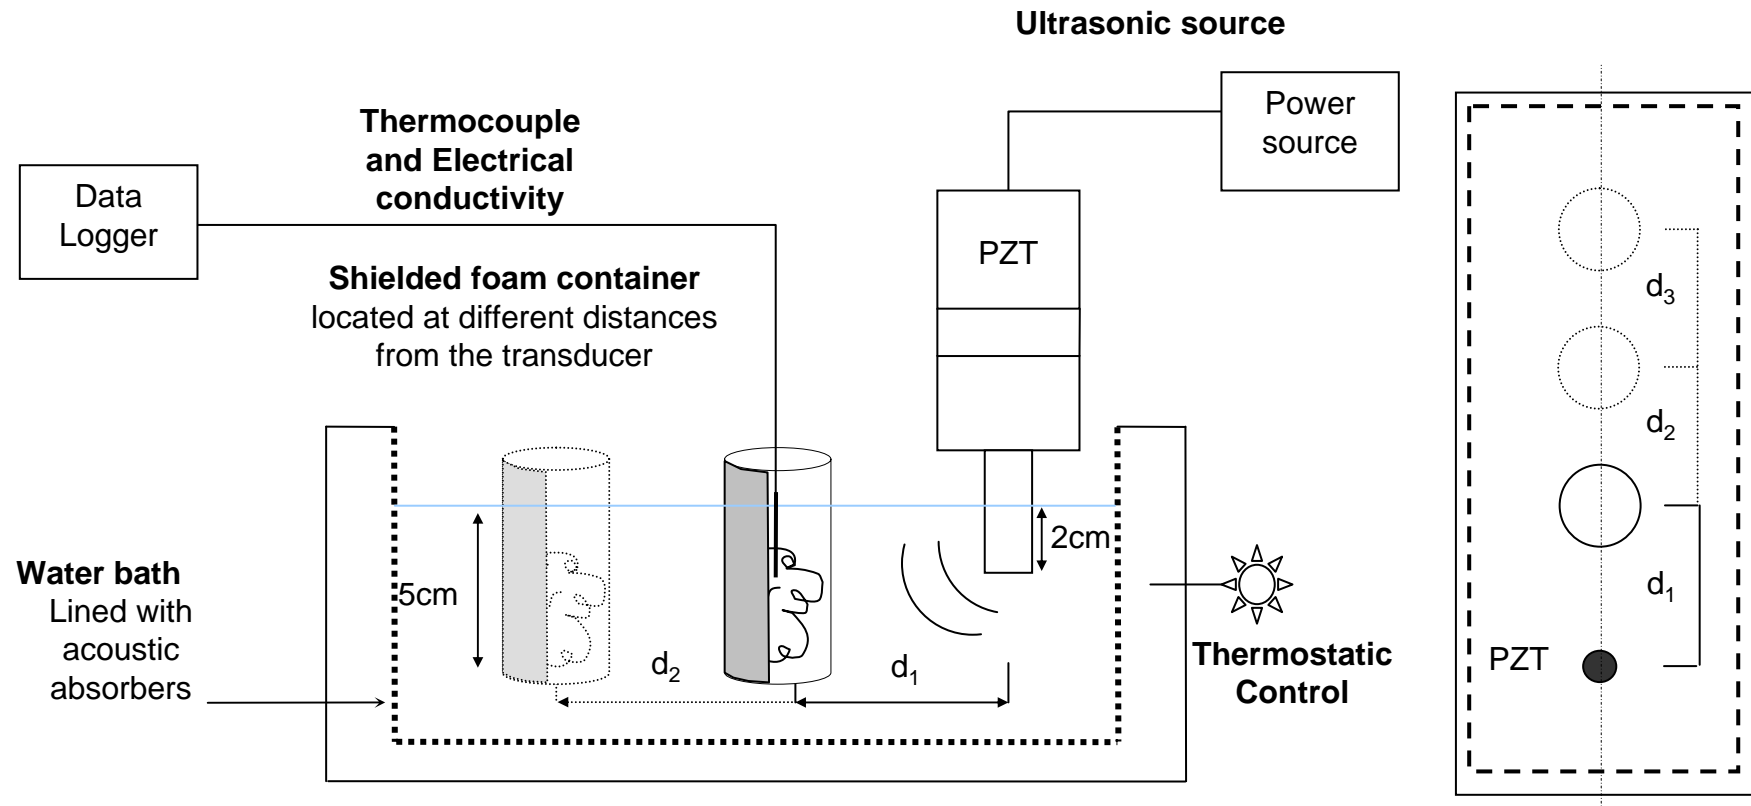 Ultrasonic source
Power
source
Thermocouple
and Electrical
conductivity
Data
Logger
PZT
Shielded foam container
located at different distances
from the transducer
d3
d2
2cm
5cm
Water bath
Lined with
acoustic
absorbers
d2
d1
Thermostatic
Control
d1
PZT